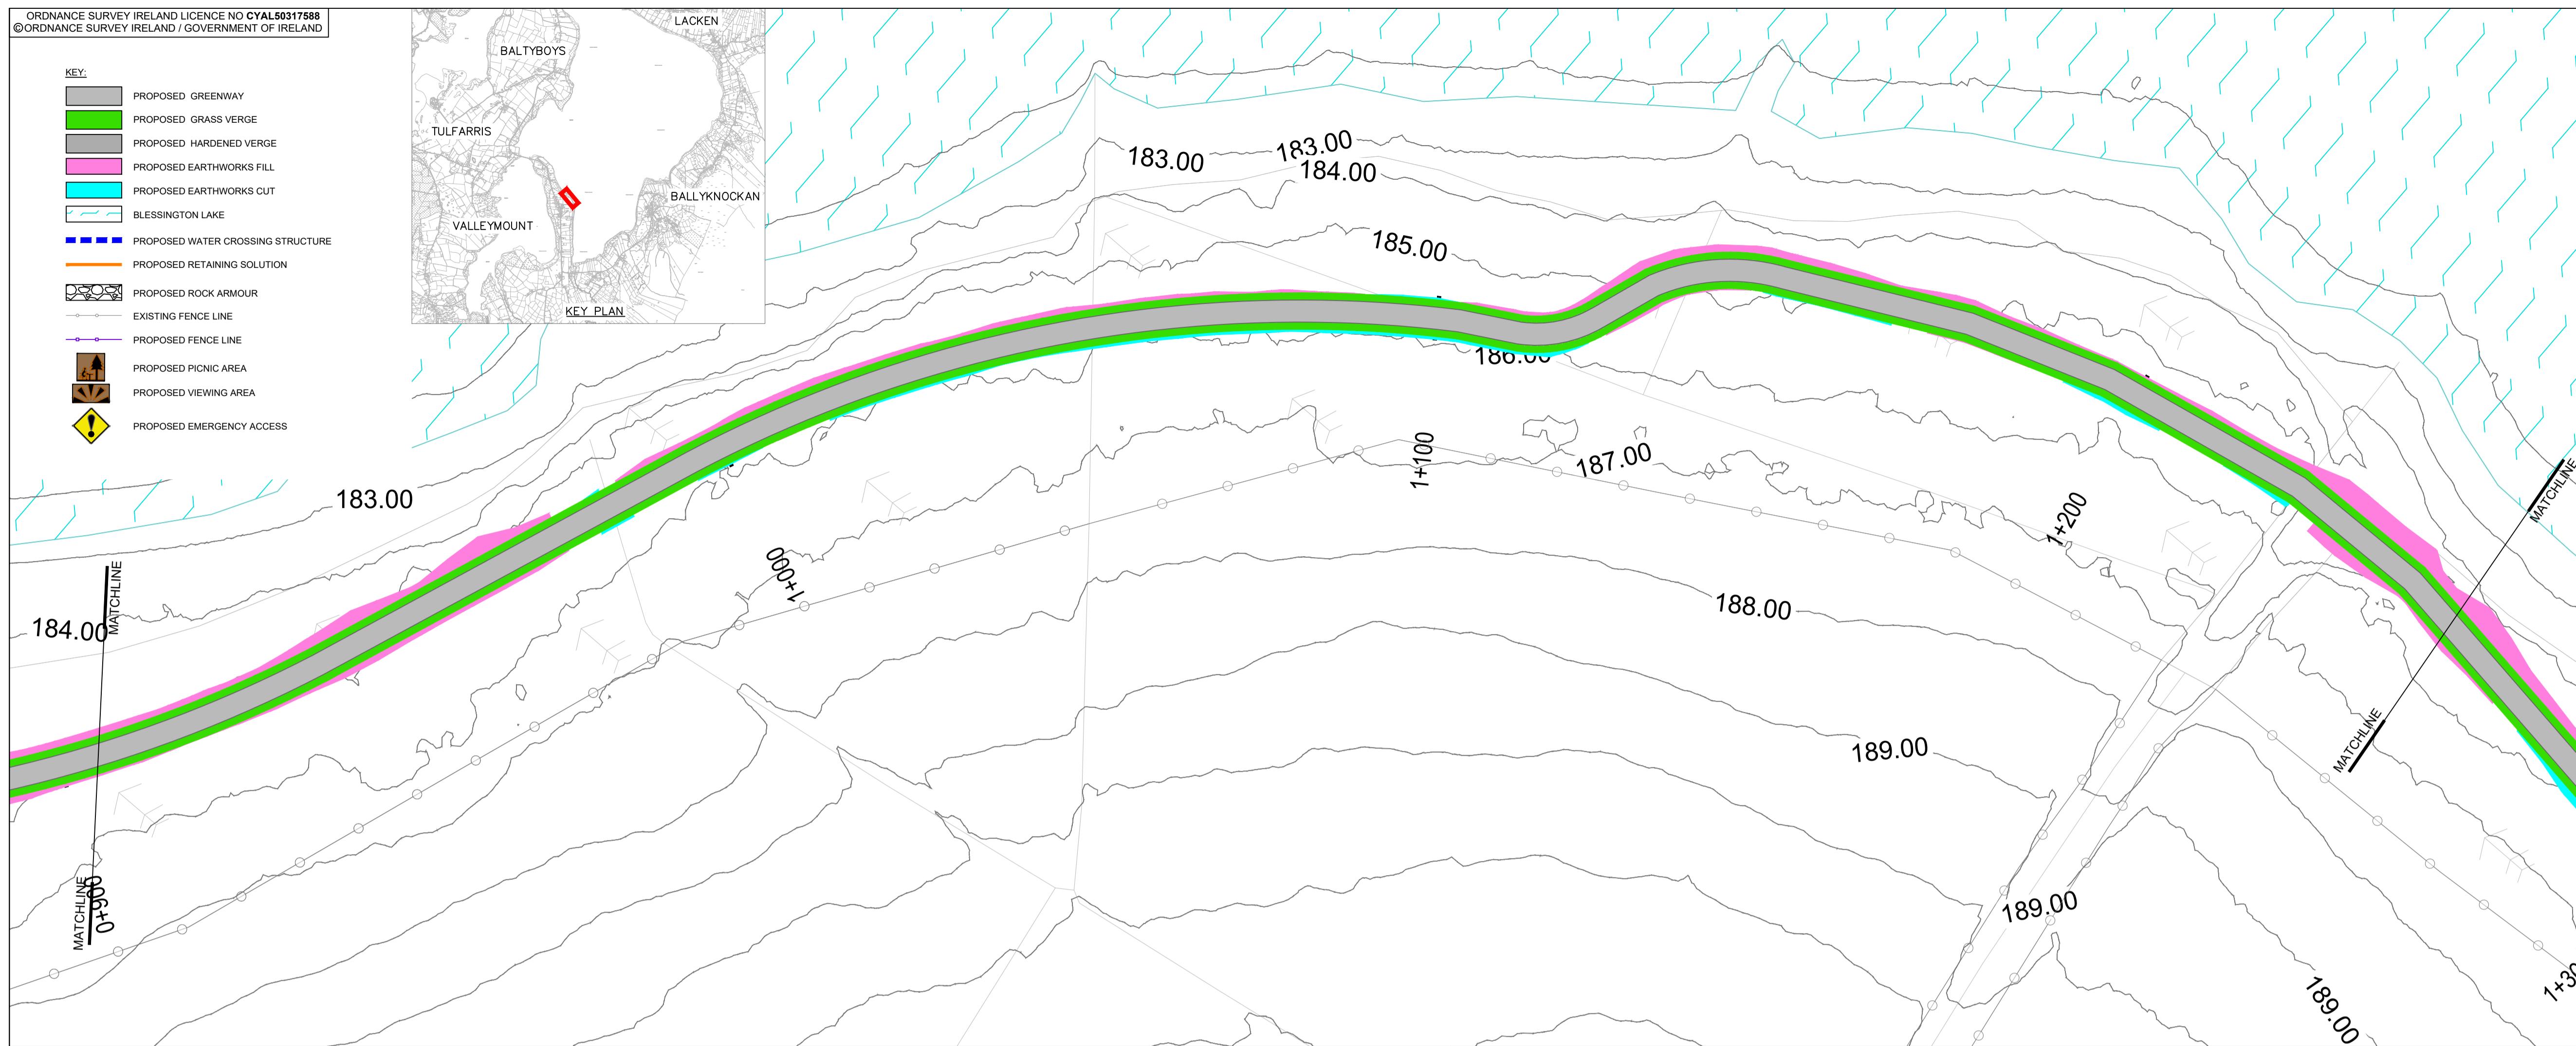 ORDNANCE SURVEY IRELAND LICENCE NO CYAL50317588
©ORDNANCE SURVEY IRELAND / GOVERNMENT OF IRELAND
KEY:
PROPOSED GREENWAY
PROPOSED GRASS VERGE
PROPOSED HARDENED VERGE
PROPOSED EARTHWORKS FILL
PROPOSED EARTHWORKS CUT
BLESSINGTON LAKE
PROPOSED WATER CROSSING STRUCTURE
PROPOSED RETAINING SOLUTION
PROPOSED ROCK ARMOUR
EXISTING FENCE LINE
PROPOSED FENCE LINE
PROPOSED PICNIC AREA
PROPOSED VIEWING AREA
PROPOSED EMERGENCY ACCESS
LACKEN
BALTYBOYS
TULFARRIS
BALLYKNOCKAN
VALLEYMOUNT
KEY PLAN
183.00
183.00
184.00
185.00
186.00
187.00
1+100
183.00
1+200
MATCHLINE
1+000
188.00
184.00
MATCHLINE
189.00
MATCHLINE
MATCHLINE
0+900
189.00
189.00
1+30